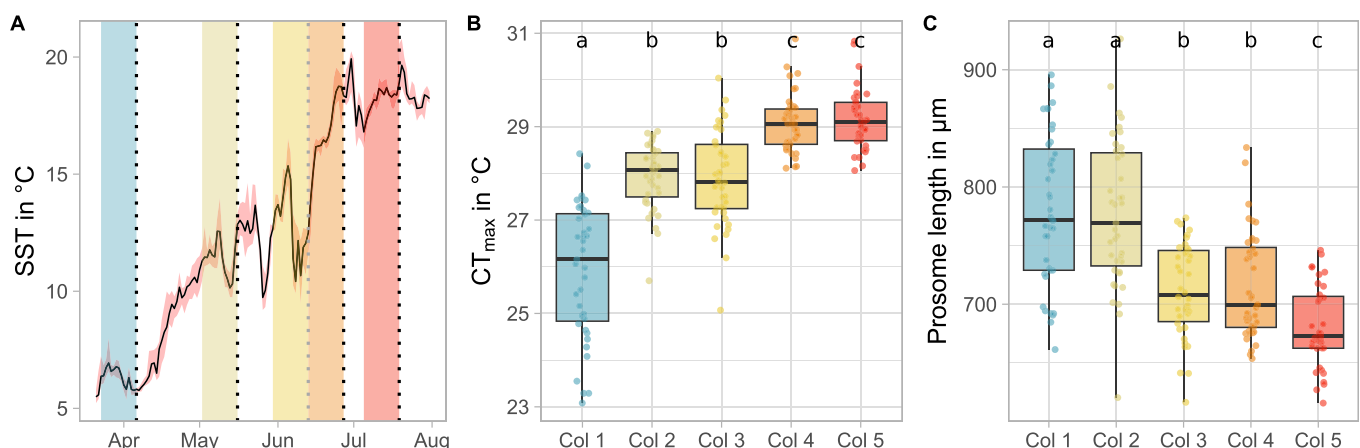 A
SST in °C
20
15
10
5
Apr May Jun Jul Aug
B
CTmax in °C
31
29
27
25
23
a b b c c
Col 1 Col 2 Col 3 Col 4 Col 5
C
Prosome length in µm
900
800
700
a a b b c
Col 1 Col 2 Col 3 Col 4 Col 5